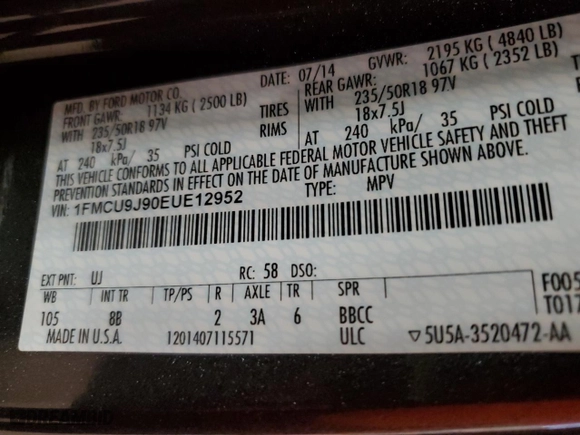 MFD. BY FORD MOTOR CO.
DATE: 07/14 GVWR: 2195 KG ( 4840 LB)
FRONT GAWR: 1134 KG ( 2500 LB) REAR GAWR: 1067 KG ( 2352 LB)
WITH 235/50R18 97V TIRES WITH 235/50R18 97V
18x7.5J RIMS 18x7.5J
AT 240 kPa/ 35 PSI COLD AT 240 kPa/ 35 PSI COLD
THIS VEHICLE CONFORMS TO ALL APPLICABLE FEDERAL MOTOR VEHICLE SAFETY AND THEFT
PREVENTION STANDARDS IN EFFECT ON THE DATE OF MANUFACTURE SHOWN ABOVE.
VIN: 1FMCU9J90EUE12952 TYPE: MPV
EXT PNT: UJ RC: 58 DSO:
WB INT TR TP/PS R AXLE TR SPR
105 8B 2 3A 6 BBCC
F005
T012
MADE IN U.S.A. 1201407115571 ULC ▽5U5A-3520472-AA